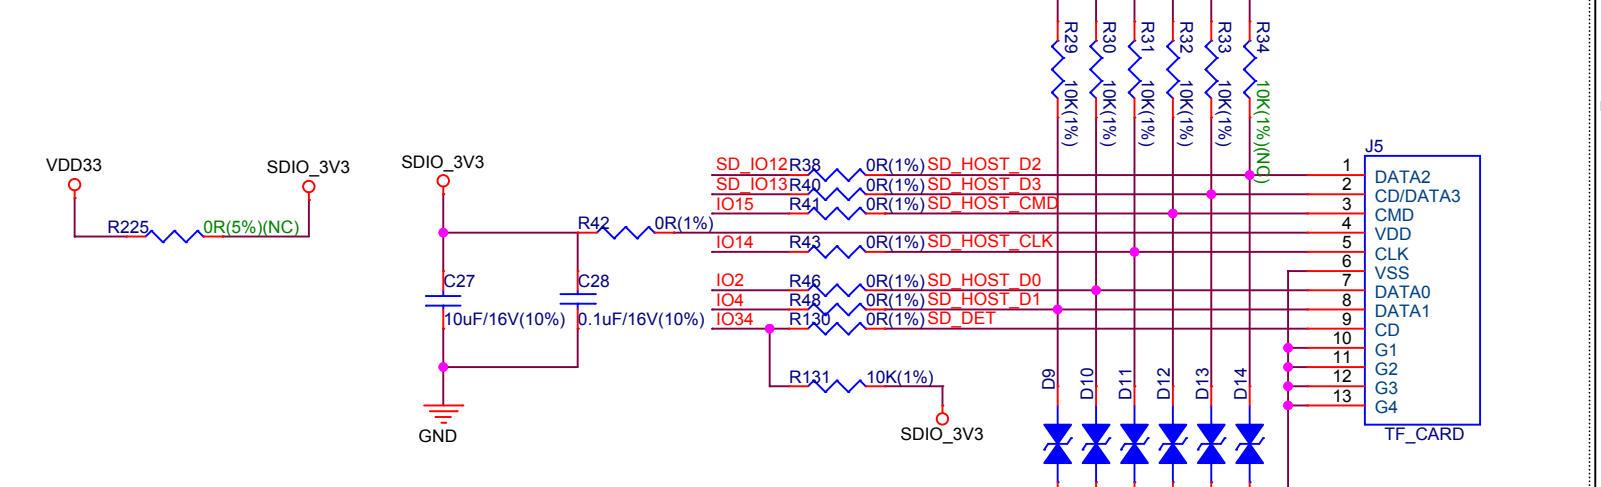 R29 10K(1%)
R30 10K(1%)
R31 10K(1%)
R32 10K(1%)
R33 10K(1%)
R34 10K(1%)(NC)
VDD33
SDIO_3V3
R225 0R(5%)(NC)
SDIO_3V3
R42 0R(1%)
C27
10uF/16V(10%)
C28
0.1uF/16V(10%)
GND
SD_IO12 R38 0R(1%) SD_HOST_D2
SD_IO13 R40 0R(1%) SD_HOST_D3
IO15 R41 0R(1%) SD_HOST_CMD
IO14 R43 0R(1%) SD_HOST_CLK
IO2 R46 0R(1%) SD_HOST_D0
IO4 R48 0R(1%) SD_HOST_D1
IO34 R130 0R(1%) SD_DET
R131 10K(1%)
SDIO_3V3
D9
D10
D11
D12
D13
D14
J5
1 DATA2
2 CD/DATA3
3 CMD
4 VDD
5 CLK
6 VSS
7 DATA0
8 DATA1
9 CD
10 G1
11 G2
12 G3
13 G4
TF_CARD